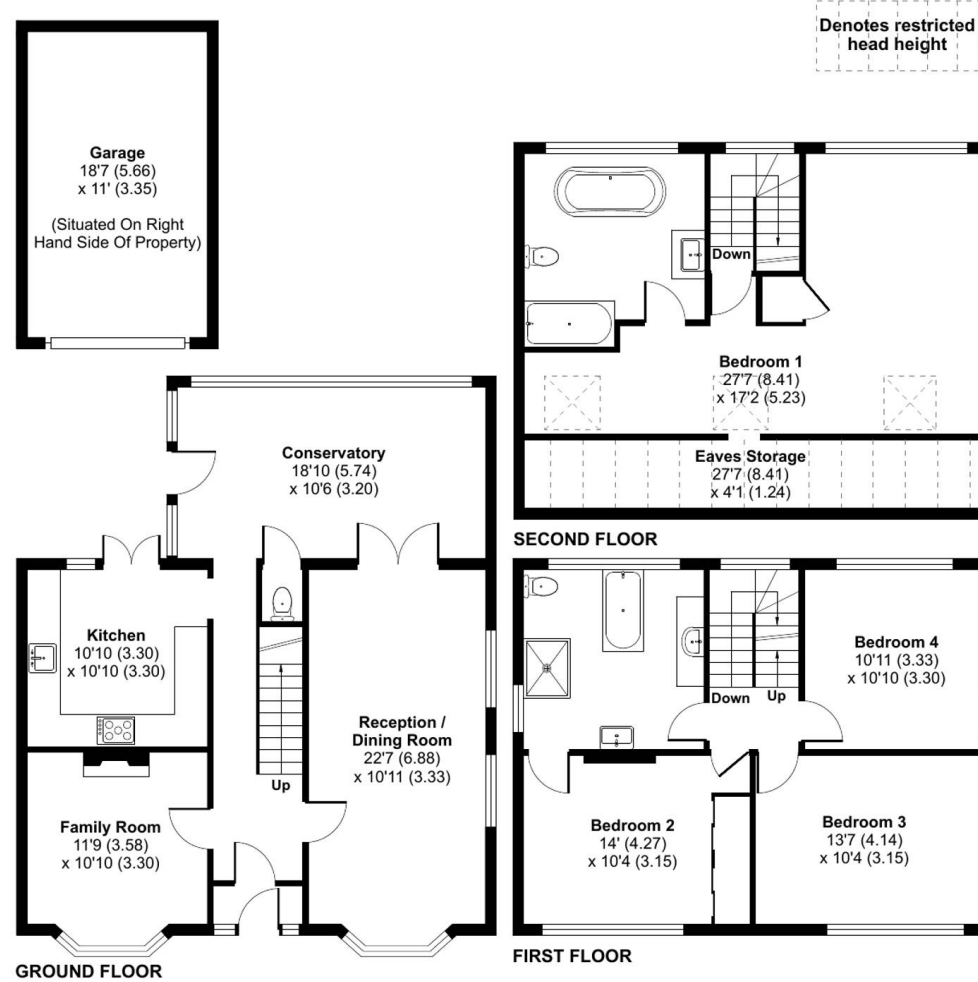 Denotes restricted
head height
Garage
18'7 (5.66)
x 11' (3.35)
(Situated On Right
Hand Side Of Property)
Down
Bedroom 1
27'7 (8.41)
x 17'2 (5.23)
Eaves Storage
27'7 (8.41)
x 4'1 (1.24)
SECOND FLOOR
Conservatory
18'10 (5.74)
x 10'6 (3.20)
Kitchen
10'10 (3.30)
x 10'10 (3.30)
Reception /
Dining Room
22'7 (6.88)
x 10'11 (3.33)
Up
Family Room
11'9 (3.58)
x 10'10 (3.30)
GROUND FLOOR
Bedroom 4
10'11 (3.33)
x 10'10 (3.30)
Down
Up
Bedroom 2
14' (4.27)
x 10'4 (3.15)
Bedroom 3
13'7 (4.14)
x 10'4 (3.15)
FIRST FLOOR